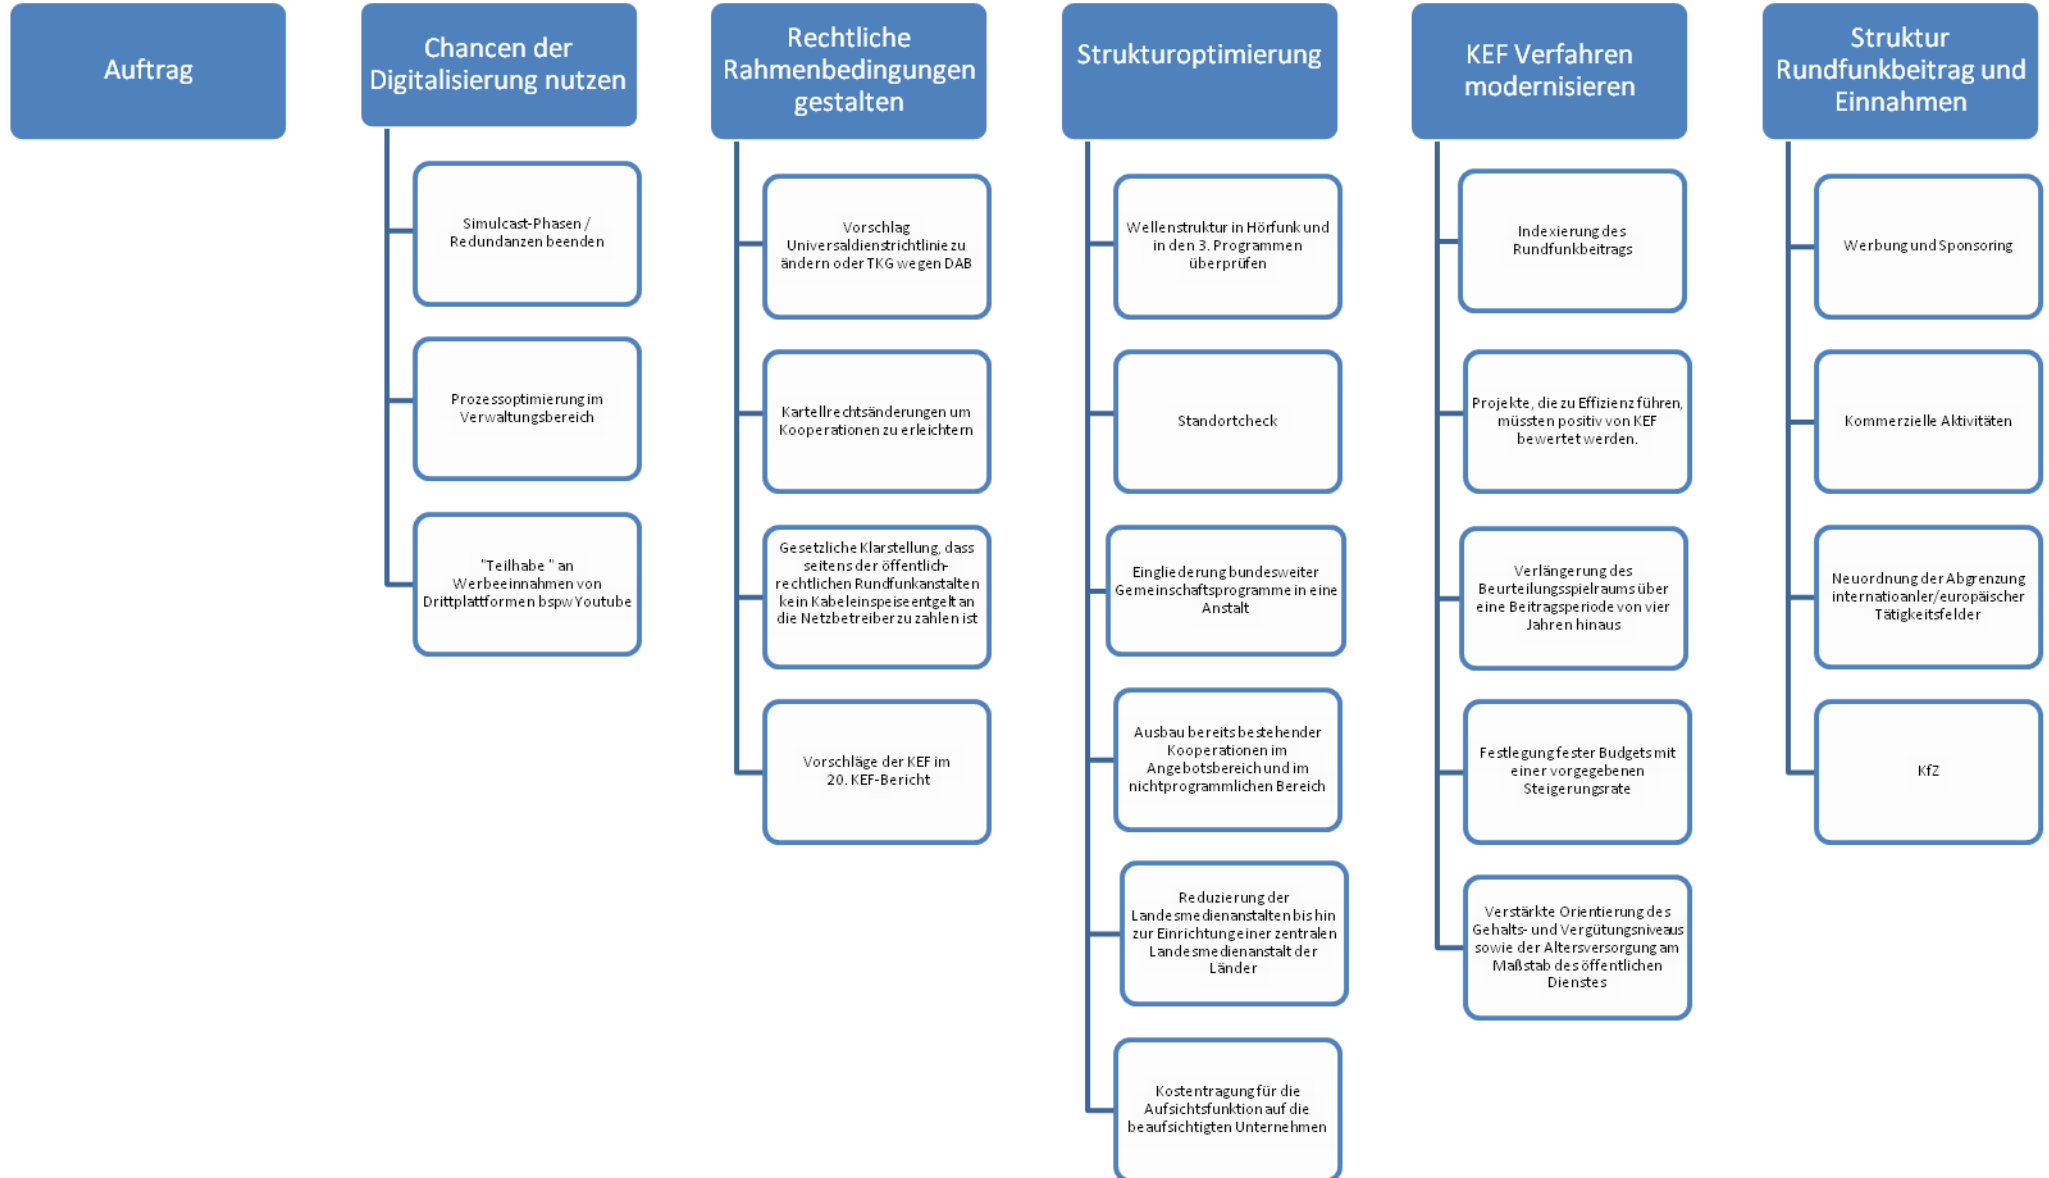 Auftrag
Chancen der
Digitalisierung nutzen
Simulcast-Phasen /
Redundanzen beenden
Prozessoptimierung im
Verwaltungsbereich
"Teilhabe " an
Werbeeinnahmen von
Drittplattformen bspw Youtube
Rechtliche
Rahmenbedingungen
gestalten
Vorschlag
Universaldienstrichtlinie zu
ändern oder TKG wegen DAB
Kartellrechtsänderungen um
Kooperationen zu erleichtern
Gesetzliche Klarstellung, dass
seitens der öffentlich-
rechtlichen Rundfunkanstalten
kein Kabeleinspeiseentgelt an
die Netzbetreiber zu zahlen ist
Vorschläge der KEF im
20. KEF-Bericht
Strukturoptimierung
Wellenstruktur in Hörfunk und
in den 3. Programmen
überprüfen
Standortcheck
Eingliederung bundesweiter
Gemeinschaftsprogramme in eine
Anstalt
Ausbau bereits bestehender
Kooperationen im
Angebotsbereich und im
nichtprogrammlichen Bereich
Reduzierung der
Landesmedienanstalten bis hin
zur Einrichtung einer zentralen
Landesmedienanstalt der
Länder
Kostentragung für die
Aufsichtsfunktion auf die
beaufsichtigten Unternehmen
KEF Verfahren
modernisieren
Indexierung des
Rundfunkbeitrags
Projekte, die zu Effizienz führen,
müssten positiv von KEF
bewertet werden.
Verlängerung des
Beurteilungsspielraums über
eine Beitragsperiode von vier
Jahren hinaus
Festlegung fester Budgets mit
einer vorgegebenen
Steigerungsrate
Verstärkte Orientierung des
Gehalts- und Vergütungsniveaus
sowie der Altersversorgung am
Maßstab des öffentlichen
Dienstes
Struktur
Rundfunkbeitrag und
Einnahmen
Werbung und Sponsoring
Kommerzielle Aktivitäten
Neuordnung der Abgrenzung
internatioanler/europäischer
Tätigkeitsfelder
KfZ